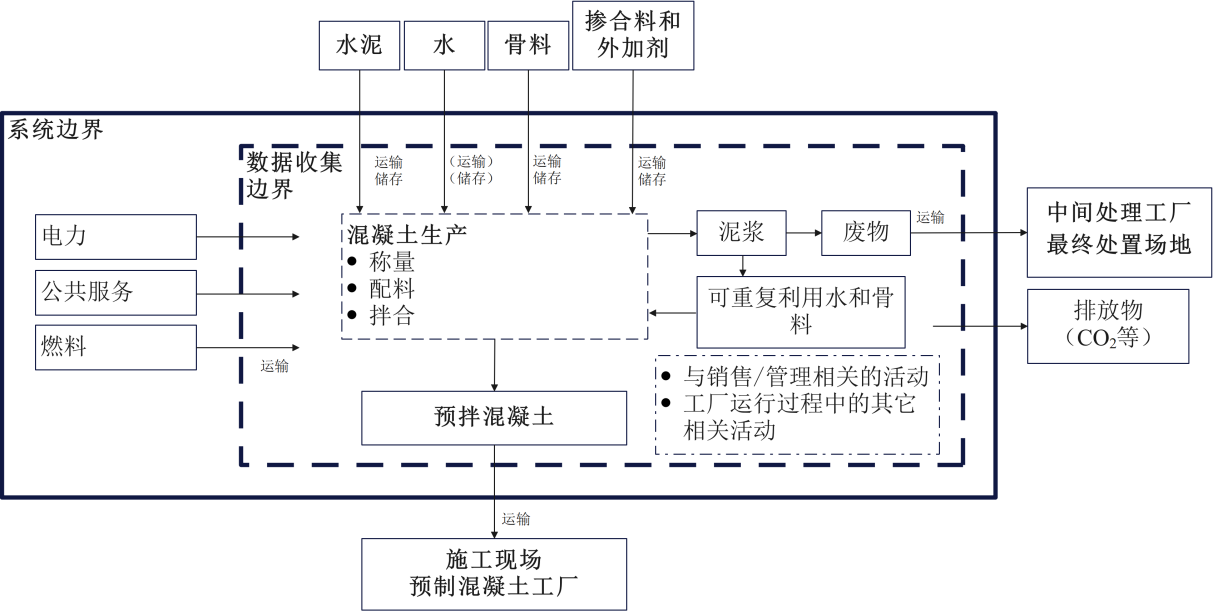 水泥
水
骨料
掺合料和
外加剂
系统边界
数据收集
边界
运输
储存
（运输）
（储存）
运输
储存
运输
储存
电力
公共服务
燃料
运输
混凝土生产
● 称量
● 配料
● 拌合
泥浆
废物
运输
中间处理工厂
最终处置场地
可重复利用水和骨
料
排放物
（CO₂等）
● 与销售/管理相关的活动
● 工厂运行过程中的其它
相关活动
预拌混凝土
运输
施工现场
预制混凝土工厂